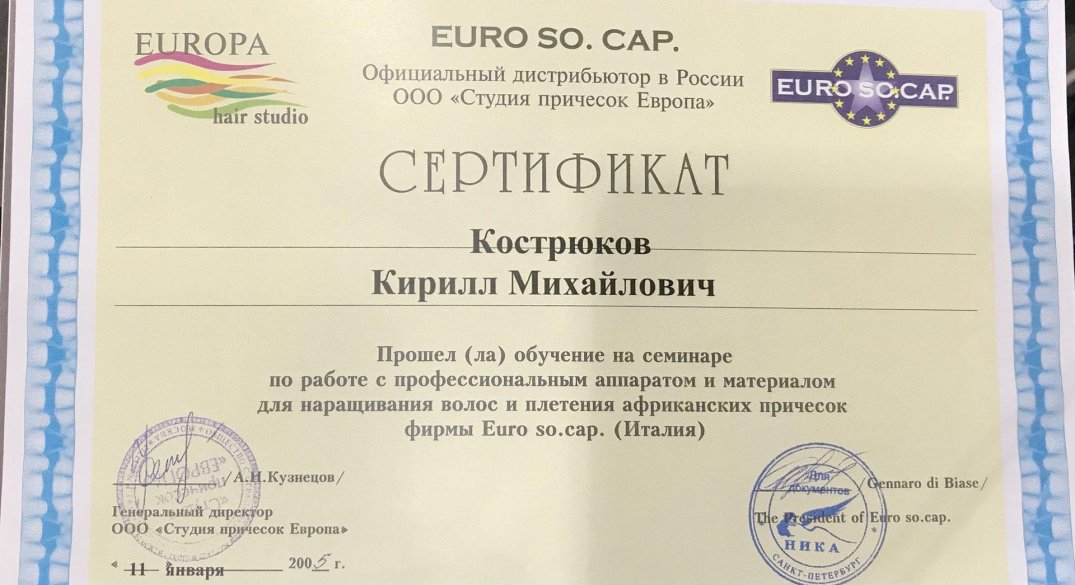 EUROPA
hair studio
EURO SO. CAP.
Официальный дистрибьютор в России
ООО «Студия причесок Европа»
EURO SO.CAP.
СЕРТИФИКАТ
Кострюков
Кирилл Михайлович
Прошел (ла) обучение на семинаре
по работе с профессиональным аппаратом и материалом
для наращивания волос и плетения африканских причесок
фирмы Euro so.cap. (Италия)
/А.Н.Кузнецов/
Генеральный директор
ООО «Студия причесок Европа»
" 11 " января 2005 г.
/Gennaro di Biase/
The President of Euro so.cap.
Для
документов
НИКА
САНКТ-ПЕТЕРБУРГ